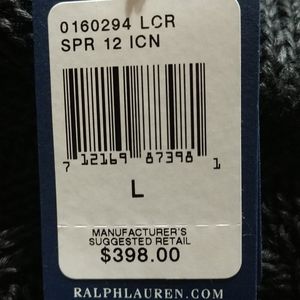 0160294 LCR
SPR 12 ICN
7 12169 87398 1
L
MANUFACTURER'S
SUGGESTED RETAIL
$398.00
RALPHLAUREN.COM